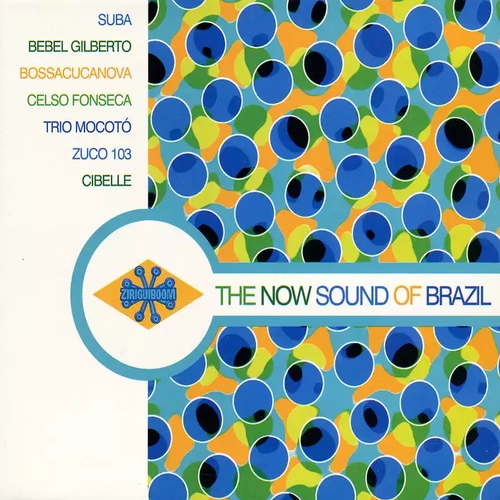 SUBA
BEBEL GILBERTO
BOSSACUCANOVA
CELSO FONSECA
TRIO MOCOTÓ
ZUCO 103
CIBELLE
ZIRIGUIBOOM
THE NOW SOUND OF BRAZIL